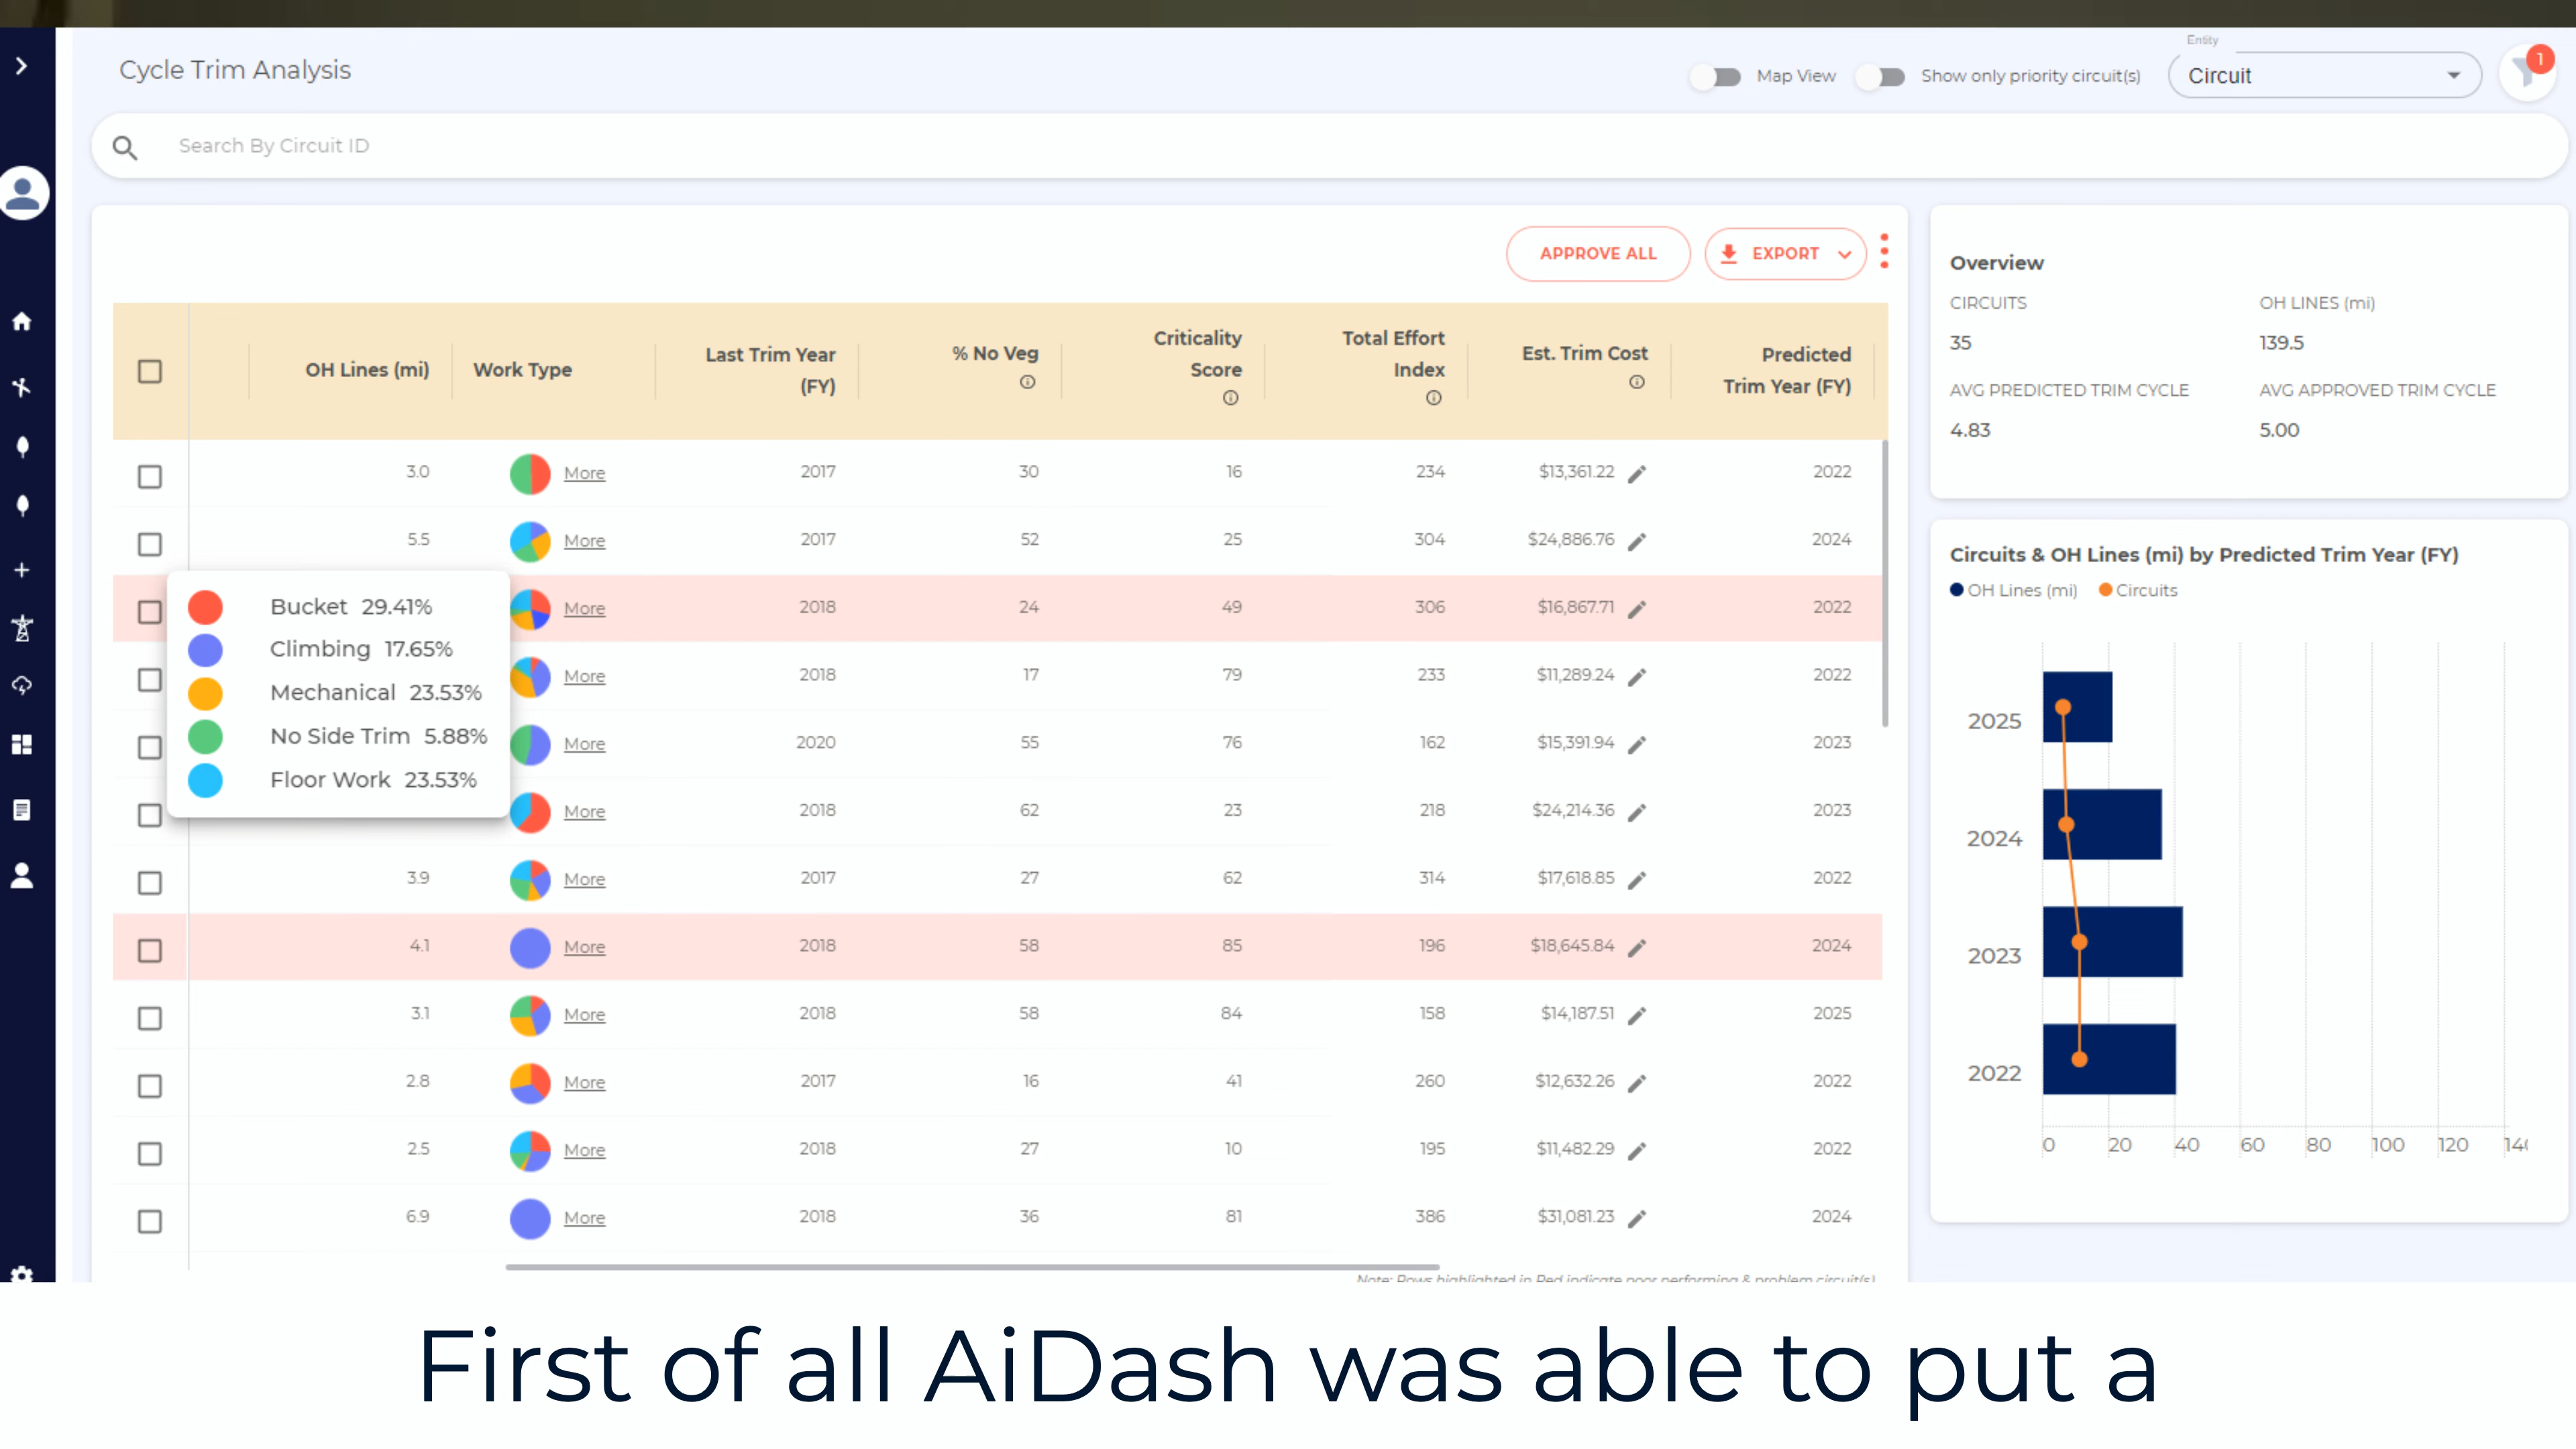 Cycle Trim Analysis
Map View
Show only priority circuit(s)
Entity
Circuit
1
Search By Circuit ID
APPROVE ALL
EXPORT
OH Lines (mi)
Work Type
Last Trim Year (FY)
% No Veg
Criticality Score
Total Effort Index
Est. Trim Cost
Predicted Trim Year (FY)
3.0 More 2017 30 16 234 $13,361.22 2022
5.5 More 2017 52 25 304 $24,886.76 2024
More 2018 24 49 306 $16,867.71 2022
More 2018 17 79 233 $11,289.24 2022
More 2020 55 76 162 $15,391.94 2023
More 2018 62 23 218 $24,214.36 2023
3.9 More 2017 27 62 314 $17,618.85 2022
4.1 More 2018 58 85 196 $18,645.84 2024
3.1 More 2018 58 84 158 $14,187.51 2025
2.8 More 2017 16 41 260 $12,632.26 2022
2.5 More 2018 27 10 195 $11,482.29 2022
6.9 More 2018 36 81 386 $31,081.23 2024
Bucket 29.41%
Climbing 17.65%
Mechanical 23.53%
No Side Trim 5.88%
Floor Work 23.53%
Note: Rows highlighted in Red indicate poor performing & problem circuit(s)
Overview
CIRCUITS
OH LINES (mi)
35
139.5
AVG PREDICTED TRIM CYCLE
AVG APPROVED TRIM CYCLE
4.83
5.00
Circuits & OH Lines (mi) by Predicted Trim Year (FY)
OH Lines (mi) Circuits
2025
2024
2023
2022
0 20 40 60 80 100 120
First of all AiDash was able to put a